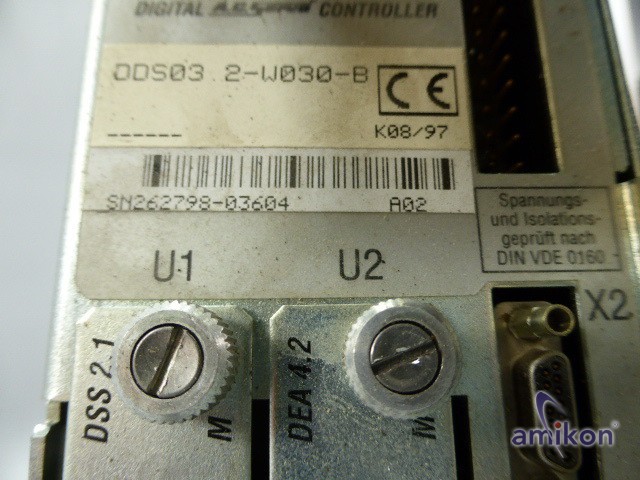 DIGITAL A.C. Servo CONTROLLER
DDS03.2-W030-B
CE
------
K08/97
SN262798-03604
A02
Spannungs-
und Isolations-
geprüft nach
DIN VDE 0160
U1
U2
X2
DSS 2.1
M
DEA 4.2
M
amikon